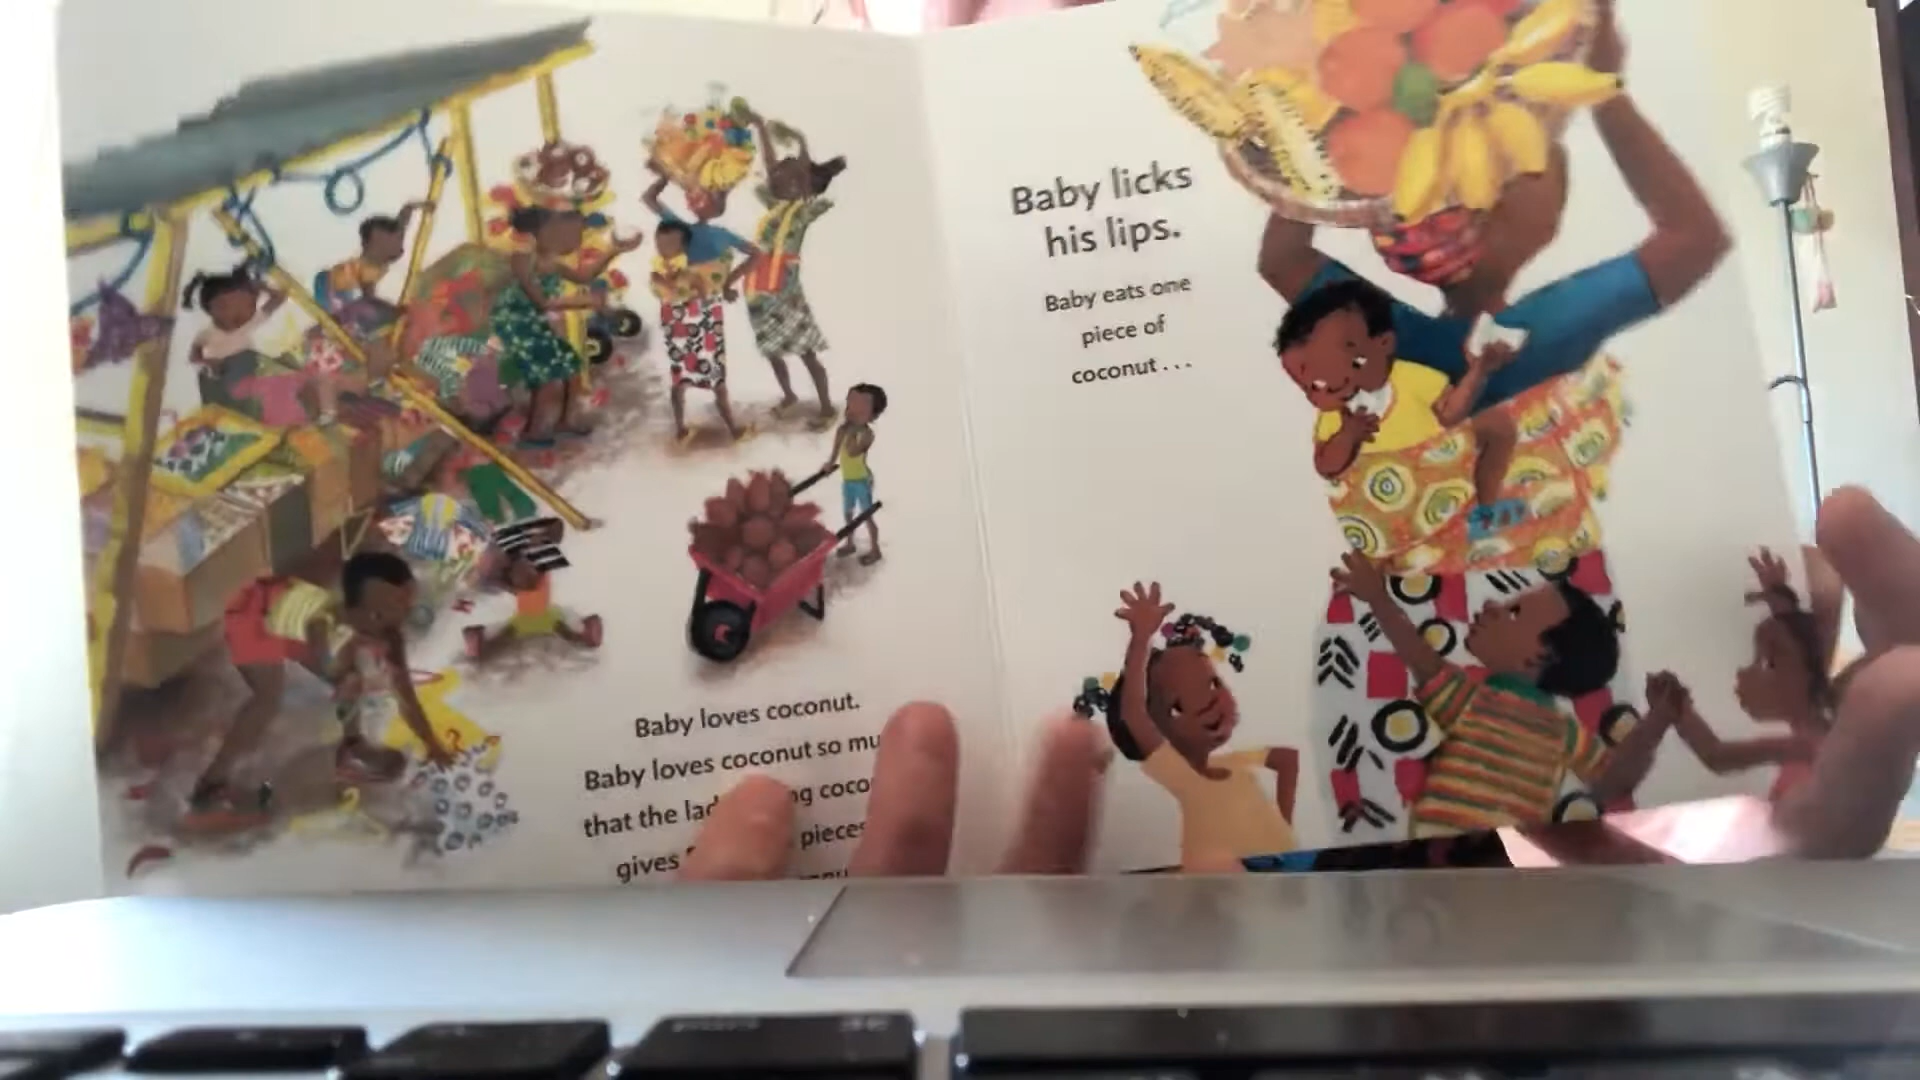 Baby loves coconut.
Baby loves coconut so
that the
gives
Baby licks
his lips.
Baby eats one
piece of
coconut...